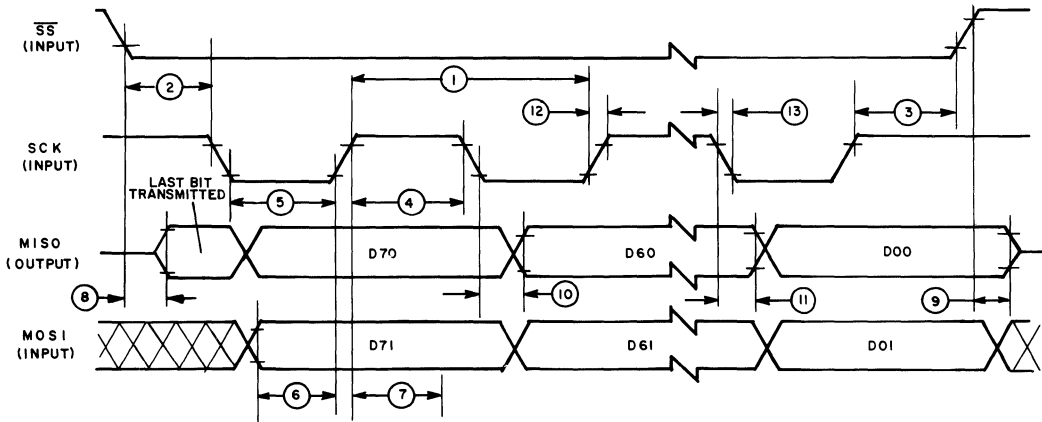 SS
(INPUT)
2
1
12
13
3
SCK
(INPUT)
LAST BIT
TRANSMITTED
5
4
MISO
(OUTPUT)
D70
D60
D00
8
10
11
9
MOSI
(INPUT)
D71
D61
D01
6
7